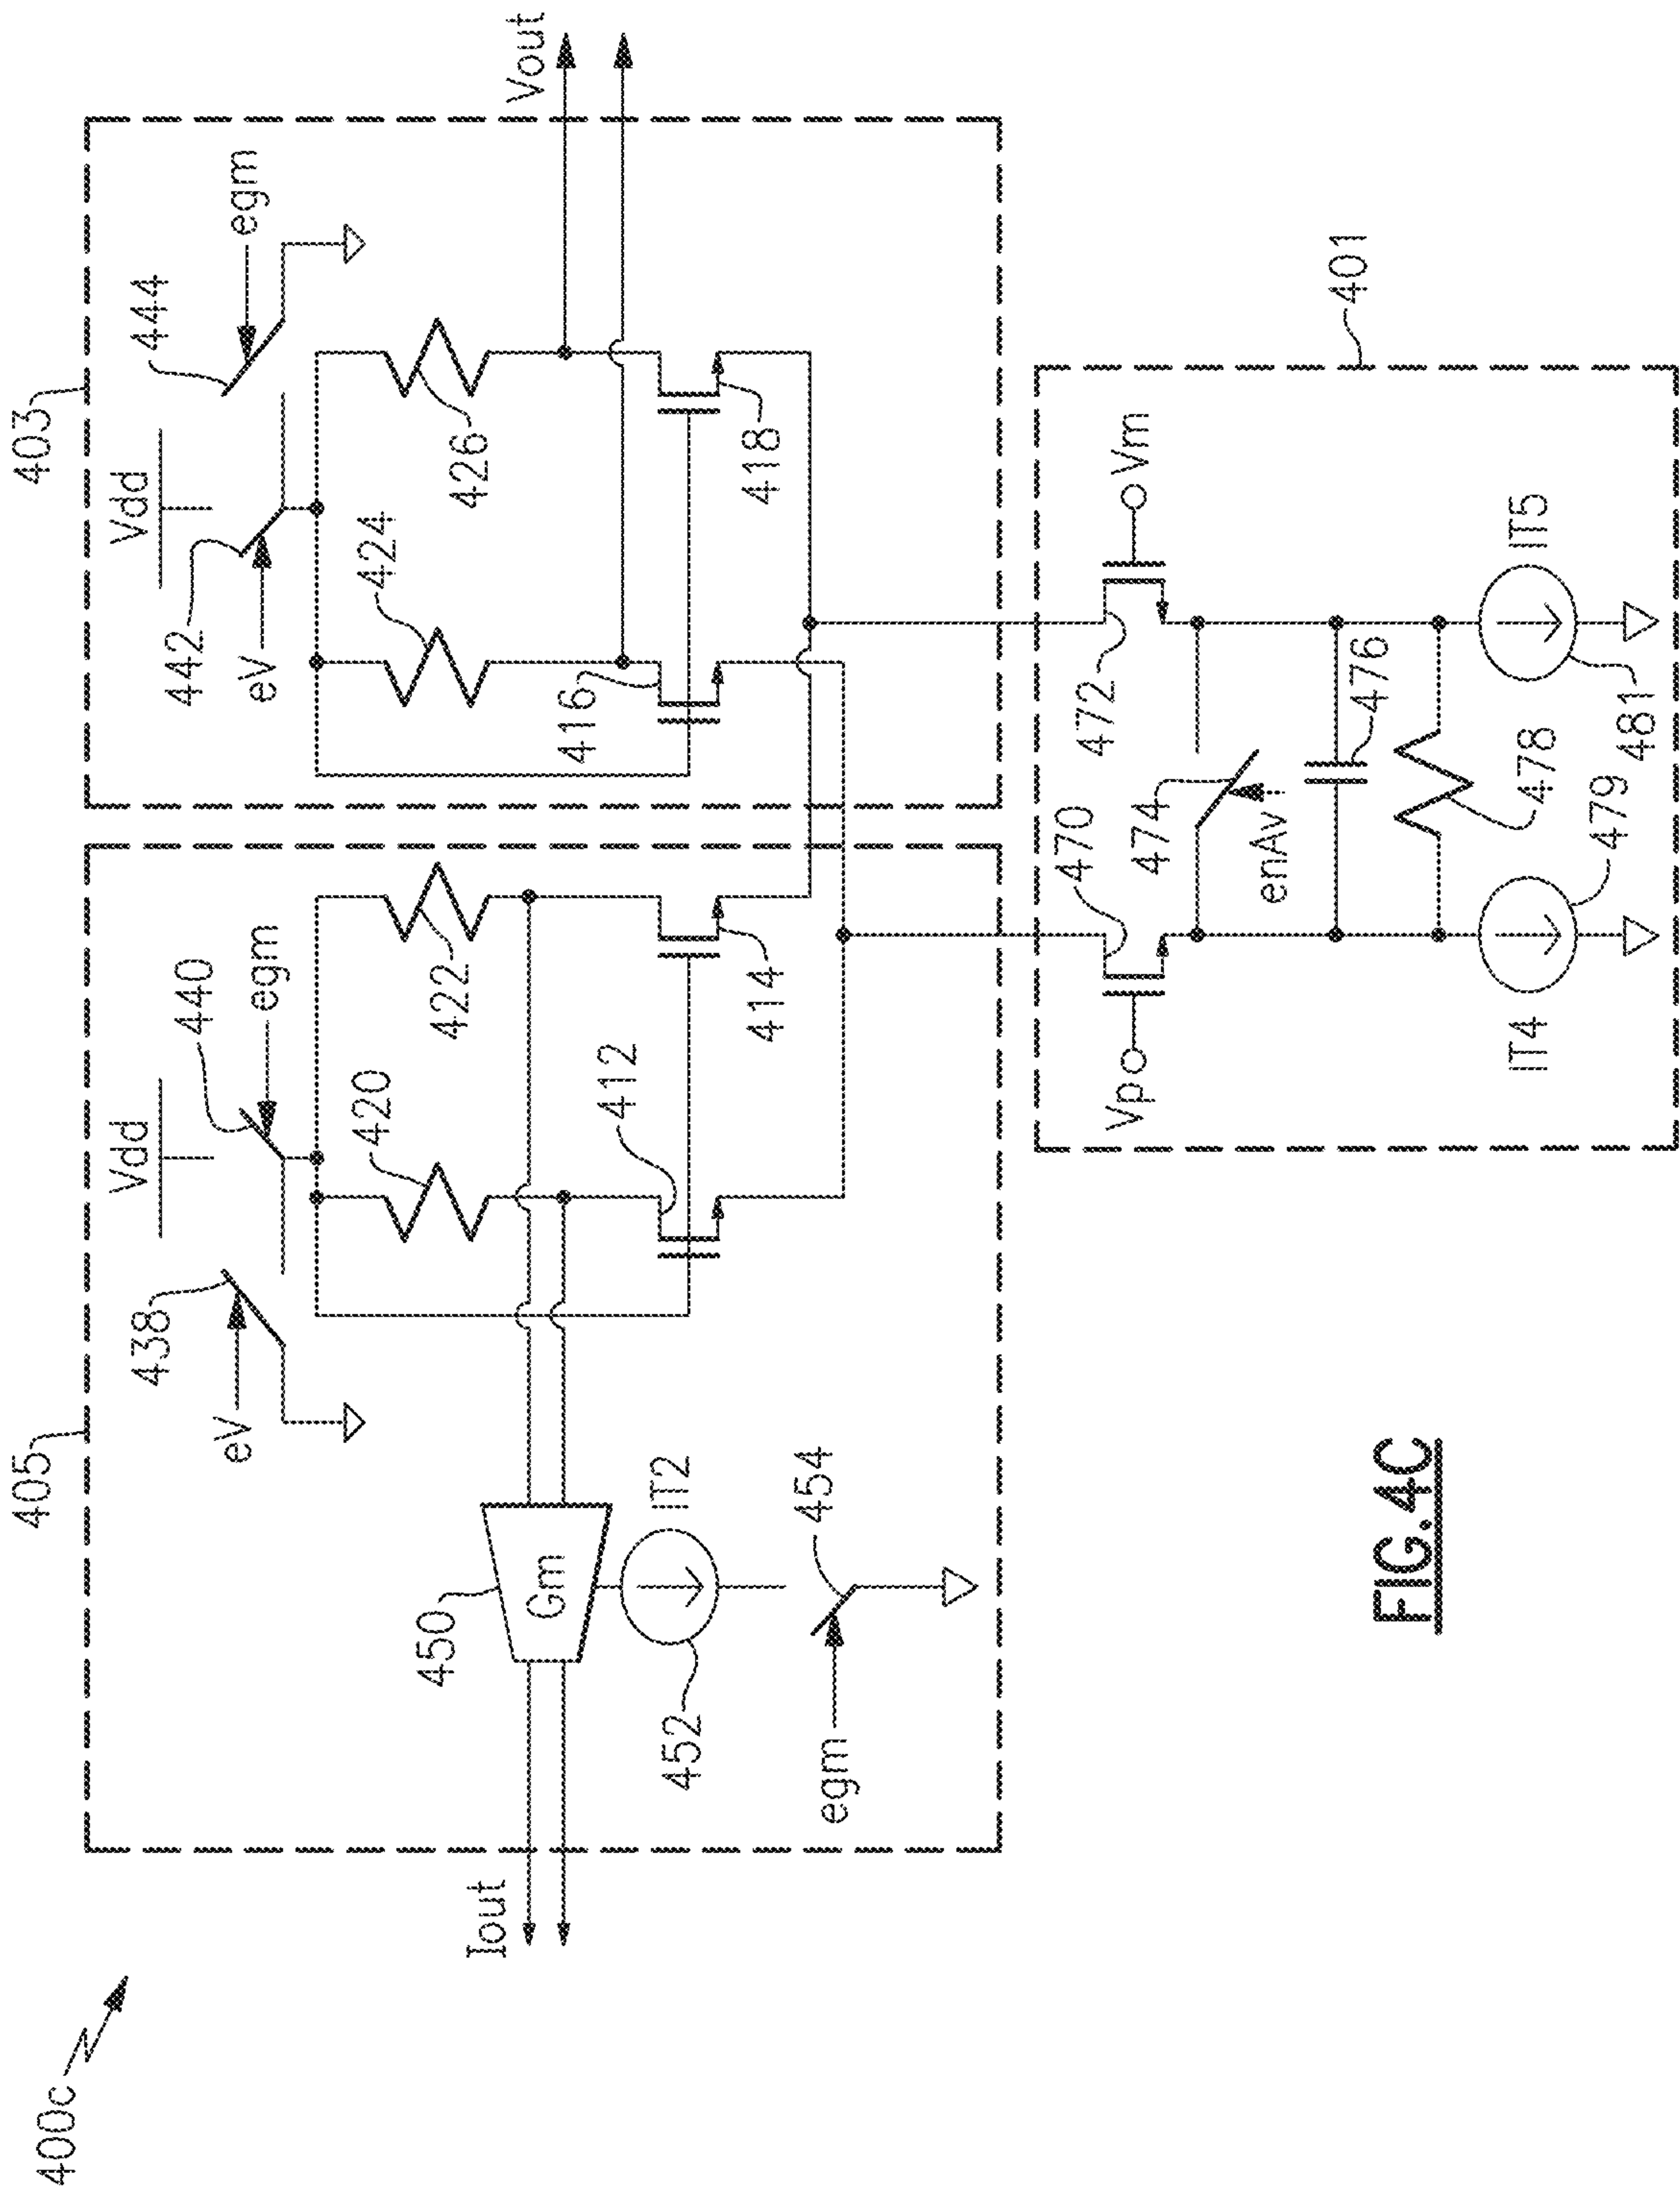 400c
405
403
Vdd
Vdd
438
440
442
444
eV
egm
eV
egm
Vout
420
422
424
426
Iout
450
Gm
IT2
452
454
egm
412
414
416
418
401
470
472
Vp
Vm
474
enAv
476
478
IT4
479
IT5
481
FIG.4C